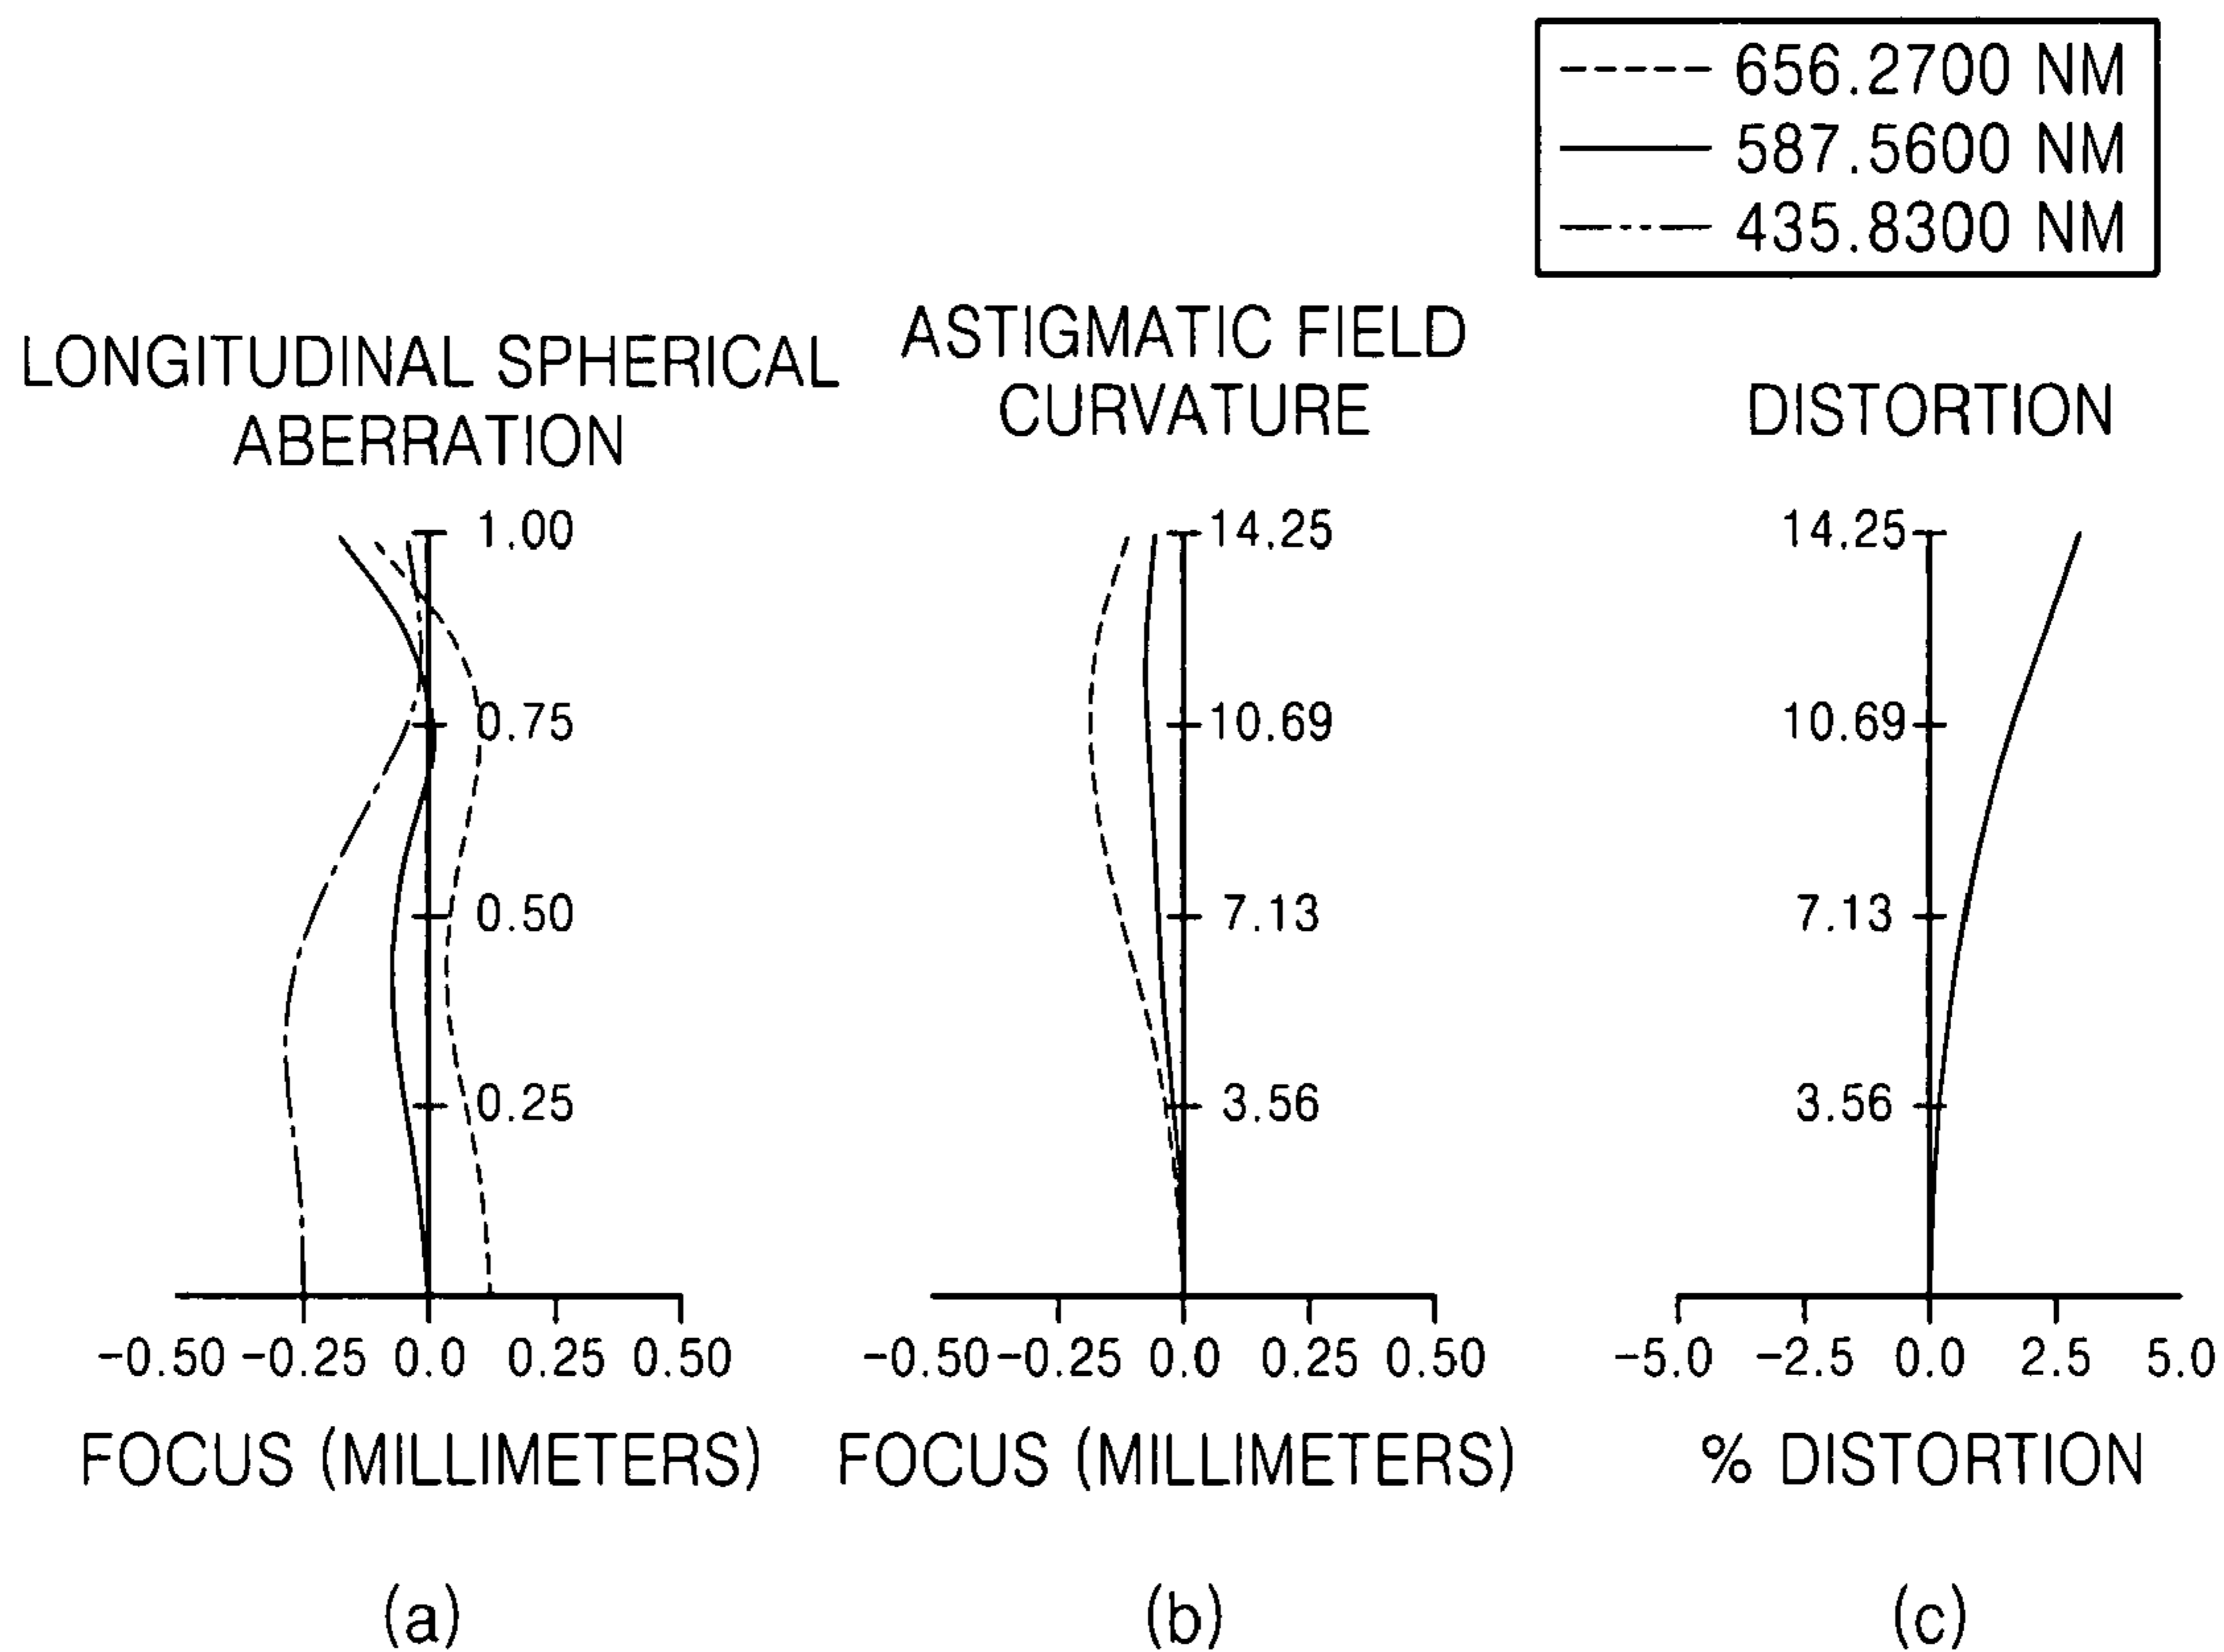 656.2700 NM
587.5600 NM
435.8300 NM
LONGITUDINAL SPHERICAL
ABERRATION
1.00
0.75
0.50
0.25
-0.50 -0.25 0.0 0.25 0.50
FOCUS (MILLIMETERS)
(a)
ASTIGMATIC FIELD
CURVATURE
14.25
10.69
7.13
3.56
-0.50 -0.25 0.0 0.25 0.50
FOCUS (MILLIMETERS)
(b)
DISTORTION
14.25
10.69
7.13
3.56
-5.0 -2.5 0.0 2.5 5.0
% DISTORTION
(c)